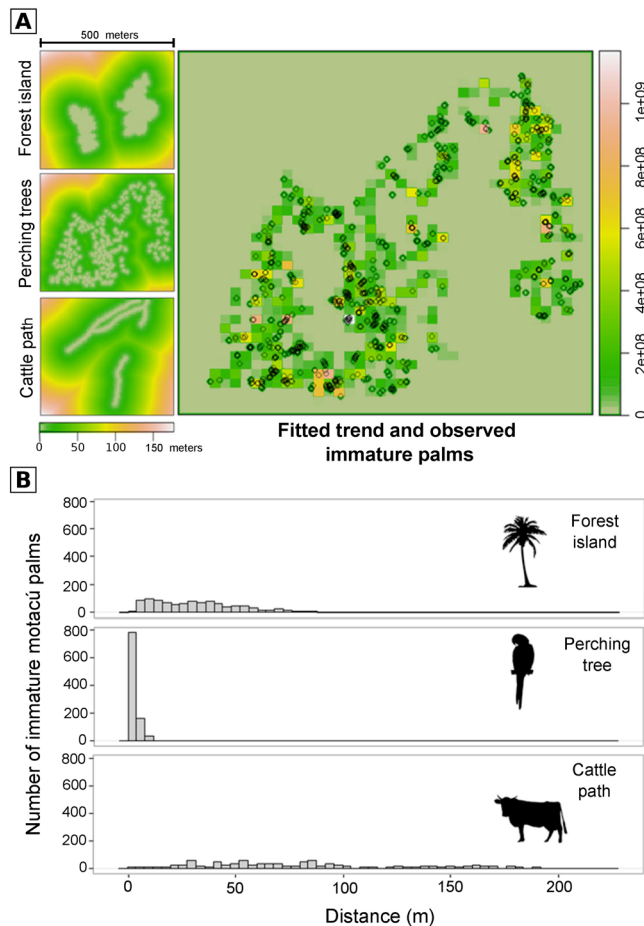 A
500 meters
Forest island
Perching trees
Cattle path
0 50 100 150 meters
1e+09
8e+08
6e+08
4e+08
2e+08
0
Fitted trend and observed
immature palms
B
Number of immature motacú palms
800
600
400
200
0
Forest
island
800
600
400
200
0
Perching
tree
800
600
400
200
0
Cattle
path
0 50 100 150 200
Distance (m)